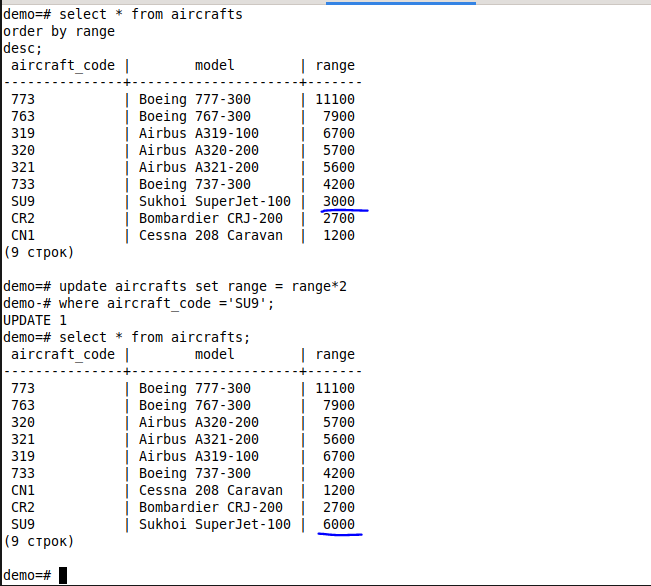 demo=# select * from aircrafts
order by range
desc;
 aircraft_code |        model        | range
---------------+---------------------+-------
 773           | Boeing 777-300      | 11100
 763           | Boeing 767-300      |  7900
 319           | Airbus A319-100     |  6700
 320           | Airbus A320-200     |  5700
 321           | Airbus A321-200     |  5600
 733           | Boeing 737-300      |  4200
 SU9           | Sukhoi SuperJet-100 |  3000
 CR2           | Bombardier CRJ-200  |  2700
 CN1           | Cessna 208 Caravan  |  1200
(9 строк)

demo=# update aircrafts set range = range*2
demo-# where aircraft_code ='SU9';
UPDATE 1
demo=# select * from aircrafts;
 aircraft_code |        model        | range
---------------+---------------------+-------
 773           | Boeing 777-300      | 11100
 763           | Boeing 767-300      |  7900
 320           | Airbus A320-200     |  5700
 321           | Airbus A321-200     |  5600
 319           | Airbus A319-100     |  6700
 733           | Boeing 737-300      |  4200
 CN1           | Cessna 208 Caravan  |  1200
 CR2           | Bombardier CRJ-200  |  2700
 SU9           | Sukhoi SuperJet-100 |  6000
(9 строк)

demo=#